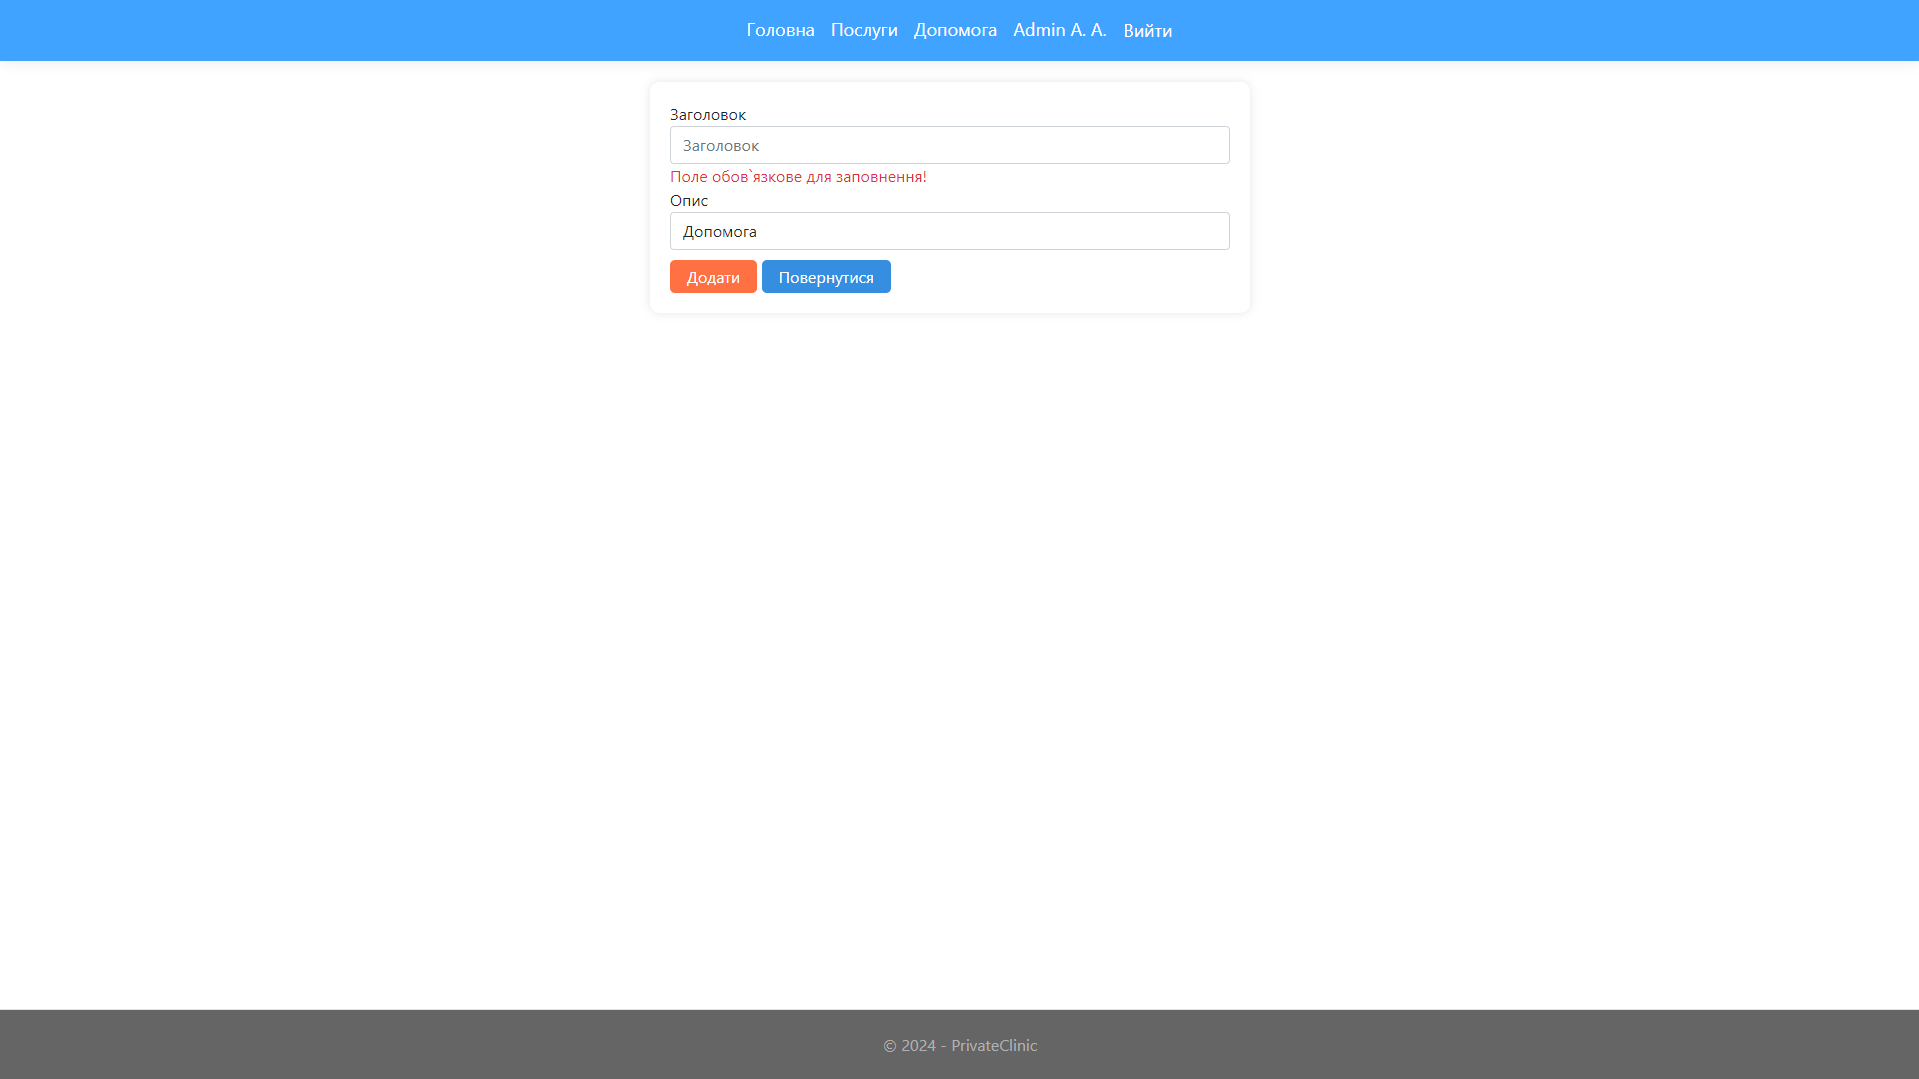 Головна Послуги Допомога Admin A. A. Вийти
Заголовок
Заголовок
Поле обов`язкове для заповнення!
Опис
Допомога
Додати Повернутися
© 2024 - PrivateClinic